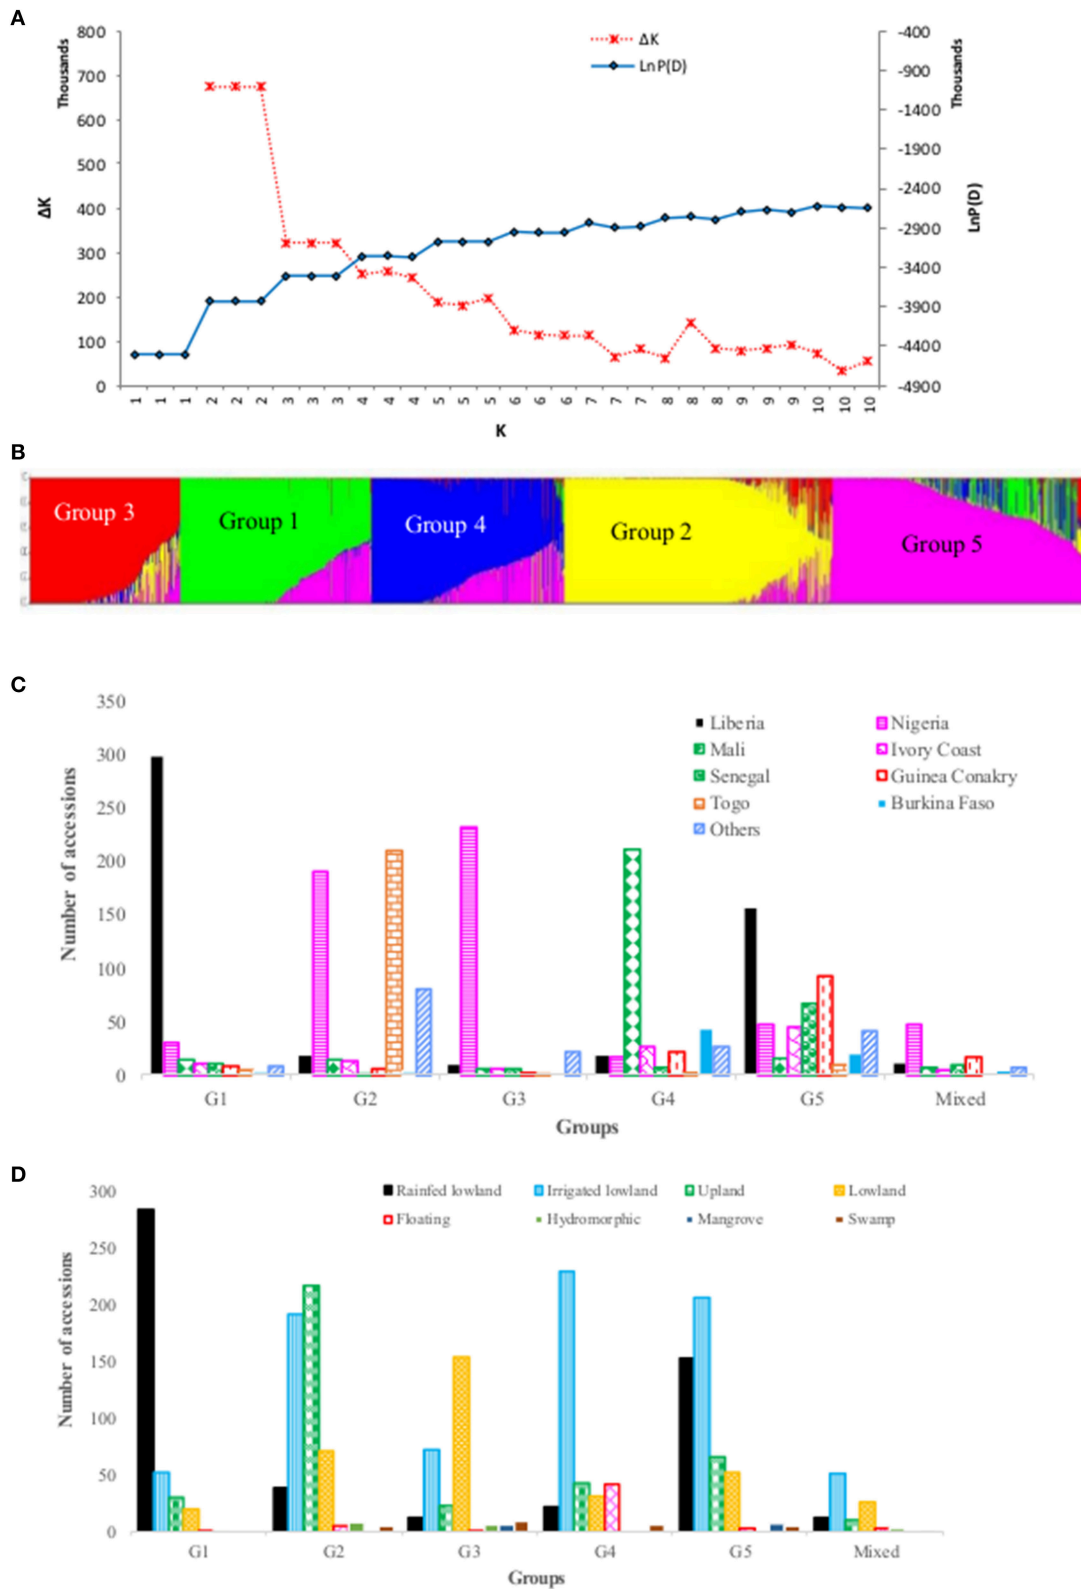 A
800
700
600
500
400
300
200
100
0
Thousands
ΔK
ΔK
LnP(D)
-400
-900
-1400
-1900
-2400
-2900
-3400
-3900
-4400
-4900
Thousands
LnP(D)
1 1 1 2 2 2 3 3 3 4 4 4 5 5 5 6 6 6 7 7 7 8 8 8 9 9 9 10 10 10
K
B
Group 3
Group 1
Group 4
Group 2
Group 5
C
350
300
250
200
150
100
50
0
Number of accessions
Liberia
Nigeria
Mali
Ivory Coast
Senegal
Guinea Conakry
Togo
Burkina Faso
Others
G1 G2 G3 G4 G5 Mixed
Groups
D
300
250
200
150
100
50
0
Number of accessions
Rainfed lowland
Irrigated lowland
Upland
Lowland
Floating
Hydromorphic
Mangrove
Swamp
G1 G2 G3 G4 G5 Mixed
Groups